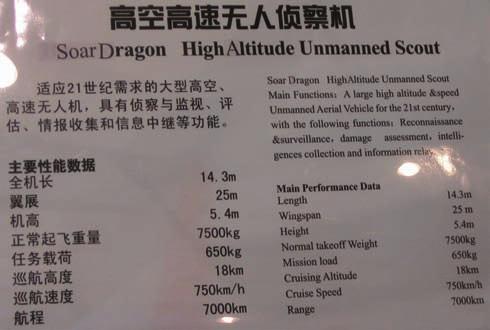 高空高速无人侦察机
Soar Dragon High Altitude Unmanned Scout
适应21世纪需求的大型高空、
高速无人机，具有侦察与监视、评
估、情报收集和信息中继等功能。
主要性能数据
全机长 14.3m
翼展 25m
机高 5.4m
正常起飞重量 7500kg
任务载荷 650kg
巡航高度 18km
巡航速度 750km/h
航程 7000km
Soar Dragon HighAltitude Unmanned Scout
Main Functions: A large high altitude &speed
Unmanned Aerial Vehicle for the 21st century,
with the following functions: Reconnaissance
&surveillance, damage assessment, intelli-
gences collection and information relay.
Main Performance Data
Length 14.3m
Wingspan 25 m
Height 5.4m
Normal takeoff Weight 7500kg
Mission load 650kg
Cruising Altitude 18km
Cruise Speed 750km/h
Range 7000km